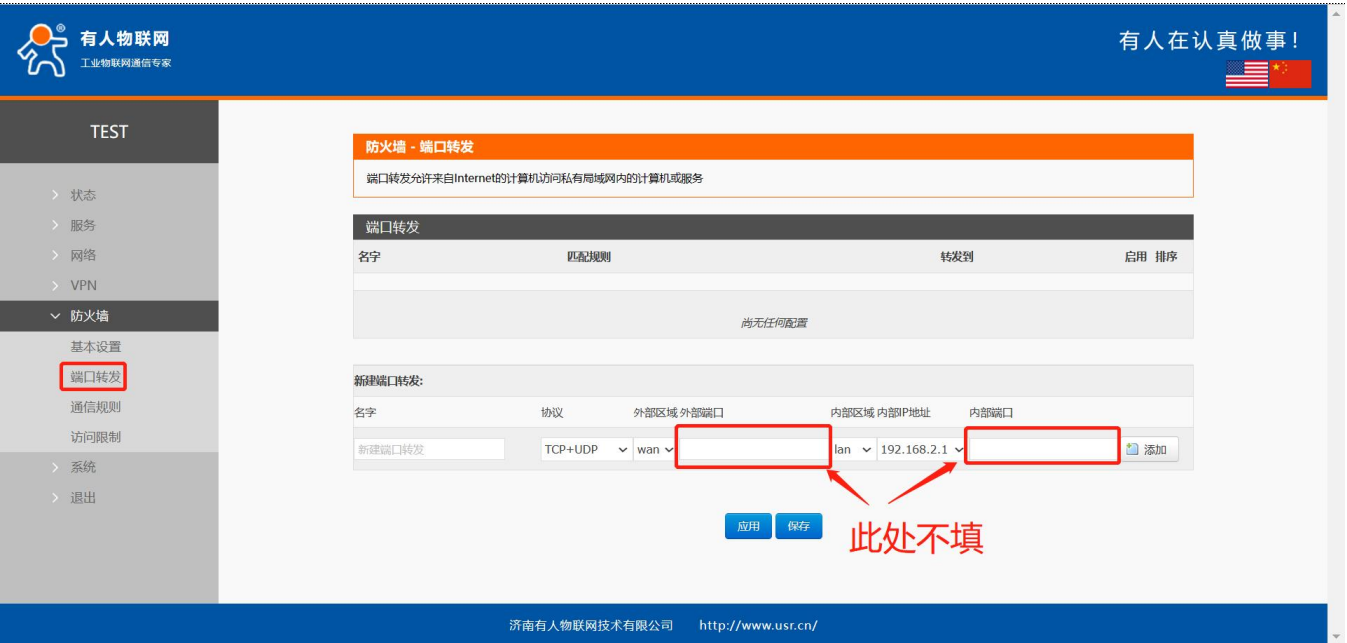 有人物联网
®
工业物联网通信专家
有人在认真做事!
TEST
状态
服务
网络
VPN
防火墙
基本设置
端口转发
通信规则
访问限制
系统
退出
防火墙 - 端口转发
端口转发允许来自Internet的计算机访问私有局域网内的计算机或服务
端口转发
名字 匹配规则 转发到 启用 排序
尚无任何配置
新建端口转发:
名字 协议 外部区域 外部端口 内部区域 内部IP地址 内部端口
新建端口转发 TCP+UDP wan lan 192.168.2.1 添加
应用 保存
此处不填
济南有人物联网技术有限公司 http://www.usr.cn/